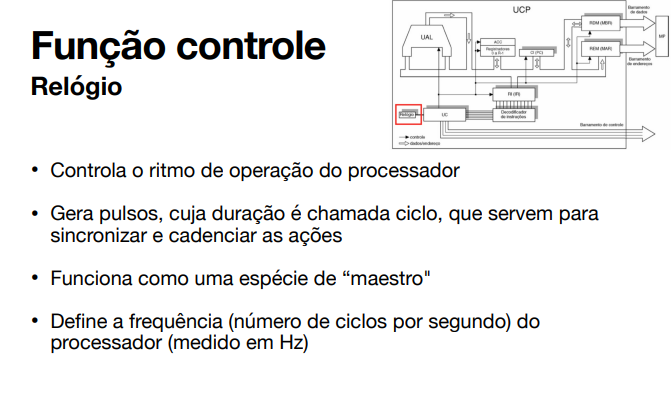 Função controle
Relógio
UCP
UAL
ACC
Registradores
CI (PC)
RDM (MBR)
REM (MAR)
Barramento
de dados
MP
Barramento
de endereços
RI (IR)
Relógio
UC
Decodificador
de instruções
Barramento do controle
controle
dados/endereço
• Controla o ritmo de operação do processador
• Gera pulsos, cuja duração é chamada ciclo, que servem para
sincronizar e cadenciar as ações
• Funciona como uma espécie de “maestro"
• Define a frequência (número de ciclos por segundo) do
processador (medido em Hz)